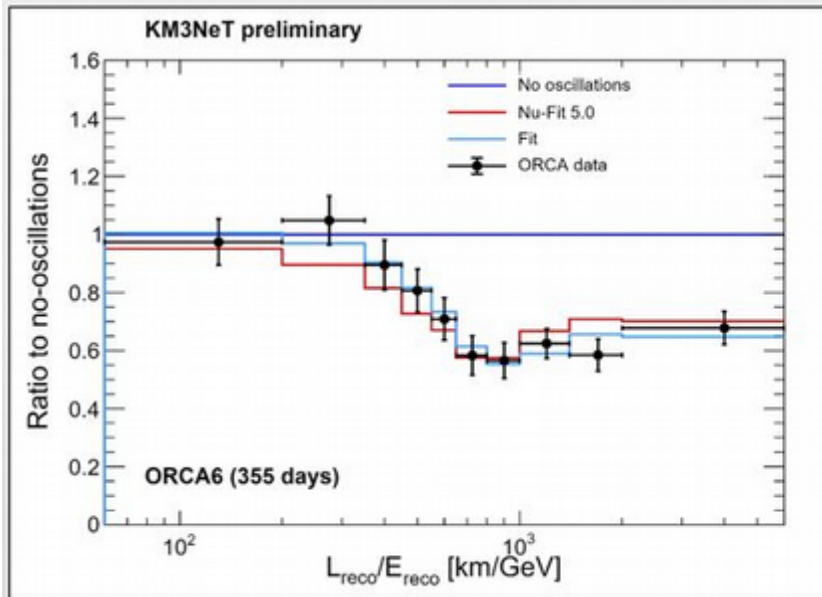 KM3NeT preliminary
1.6
1.4
1.2
1
0.8
0.6
0.4
0.2
0
Ratio to no-oscillations
No oscillations
Nu-Fit 5.0
Fit
ORCA data
ORCA6 (355 days)
10²
10³
L_reco/E_reco [km/GeV]